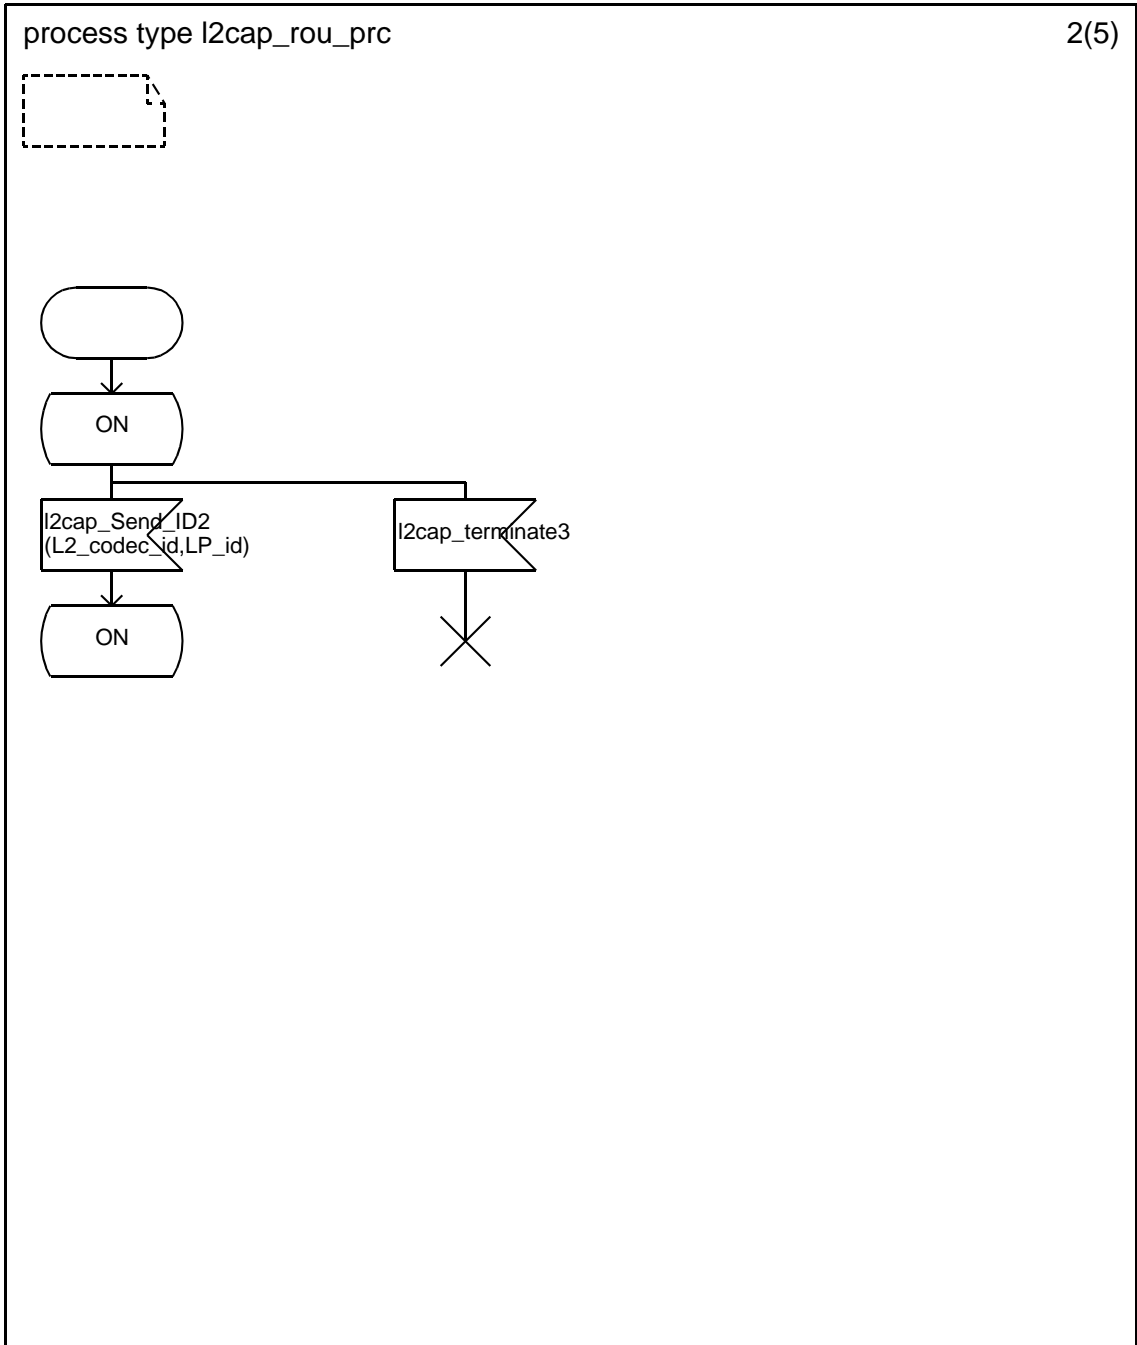 process type l2cap_rou_prc
2(5)
ON
l2cap_Send_ID2
(L2_codec_id,LP_id)
l2cap_terminate3
ON